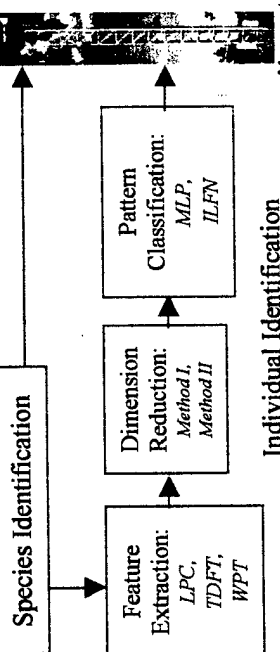 Species Identification
Feature
Extraction:
LPC,
TDFT,
WPT
Dimension
Reduction:
Method I,
Method II
Pattern
Classification:
MLP,
ILFN
Individual Identification